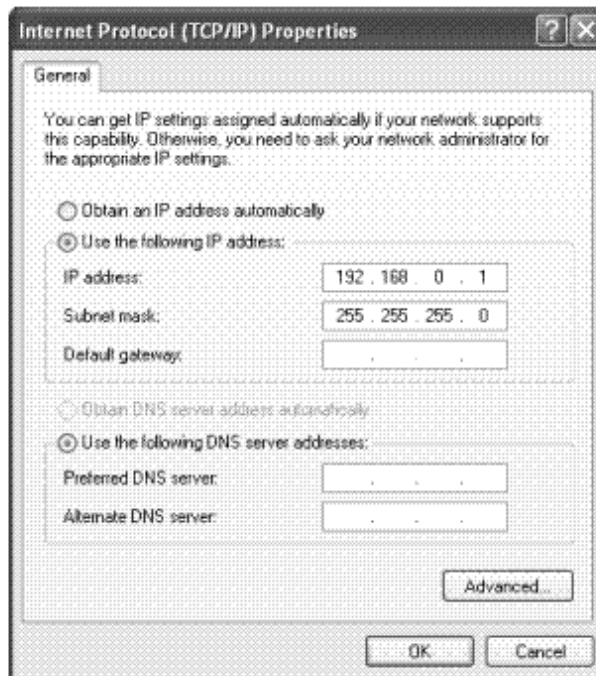 Internet Protocol (TCP/IP) Properties
General
You can get IP settings assigned automatically if your network supports
this capability. Otherwise, you need to ask your network administrator for
the appropriate IP settings.
Obtain an IP address automatically
Use the following IP address:
IP address: 192 . 168 . 0 . 1
Subnet mask: 255 . 255 . 255 . 0
Default gateway: . . .
Obtain DNS server address automatically
Use the following DNS server addresses:
Preferred DNS server: . . .
Alternate DNS server: . . .
Advanced...
OK Cancel